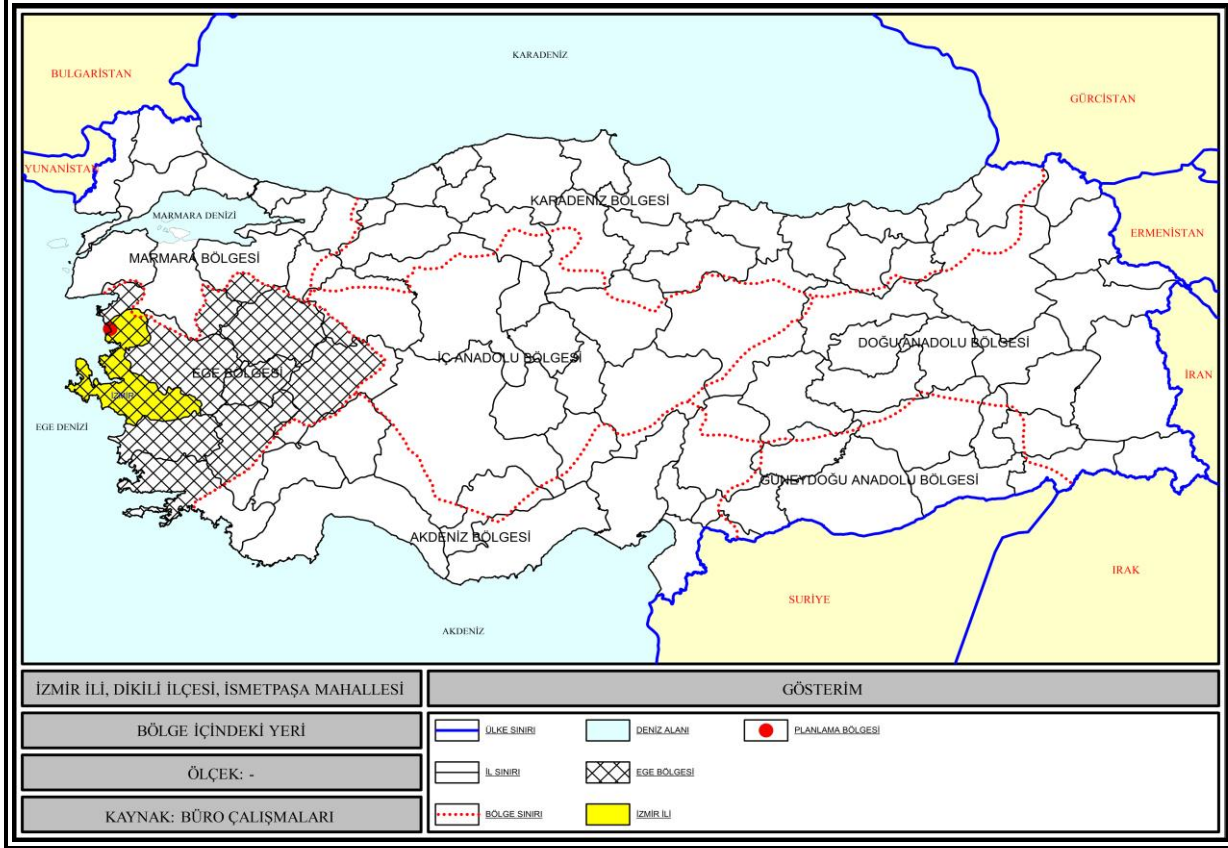 KARADENİZ
BULGARİSTAN
GÜRCİSTAN
YUNANİSTAN
KARADENİZ BÖLGESİ
MARMARA DENİZİ
ERMENİSTAN
MARMARA BÖLGESİ
DOĞU ANADOLU BÖLGESİ
İÇ ANADOLU BÖLGESİ
EGE BÖLGESİ
İRAN
İZMİR
EGE DENİZİ
GÜNEYDOĞU ANADOLU BÖLGESİ
AKDENİZ BÖLGESİ
IRAK
SURİYE
AKDENİZ
İZMİR İLİ, DİKİLİ İLÇESİ, İSMETPAŞA MAHALLESİ
GÖSTERİM
BÖLGE İÇİNDEKİ YERİ
ÖLÇEK: -
KAYNAK: BÜRO ÇALIŞMALARI
ÜLKE SINIRI
DENİZ ALANI
PLANLAMA BÖLGESİ
İL SINIRI
EGE BÖLGESİ
BÖLGE SINIRI
İZMİR İLİ